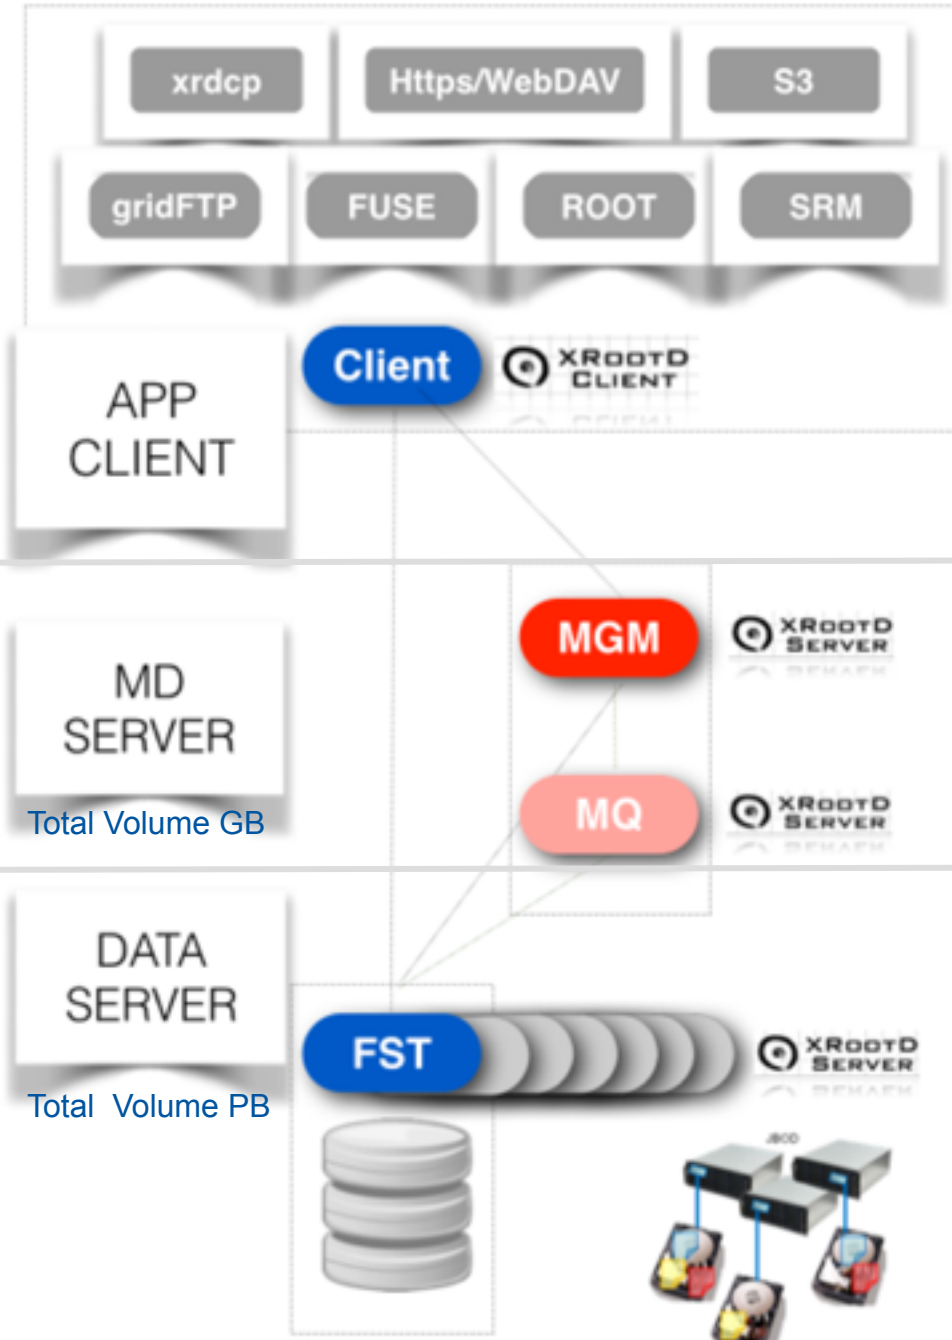 xrdcp
Https/WebDAV
S3
gridFTP
FUSE
ROOT
SRM
APP
CLIENT
Client
XROOTD
CLIENT
MD
SERVER
Total Volume GB
MGM
XROOTD
SERVER
MQ
XROOTD
SERVER
DATA
SERVER
Total Volume PB
FST
XROOTD
SERVER
JBOD